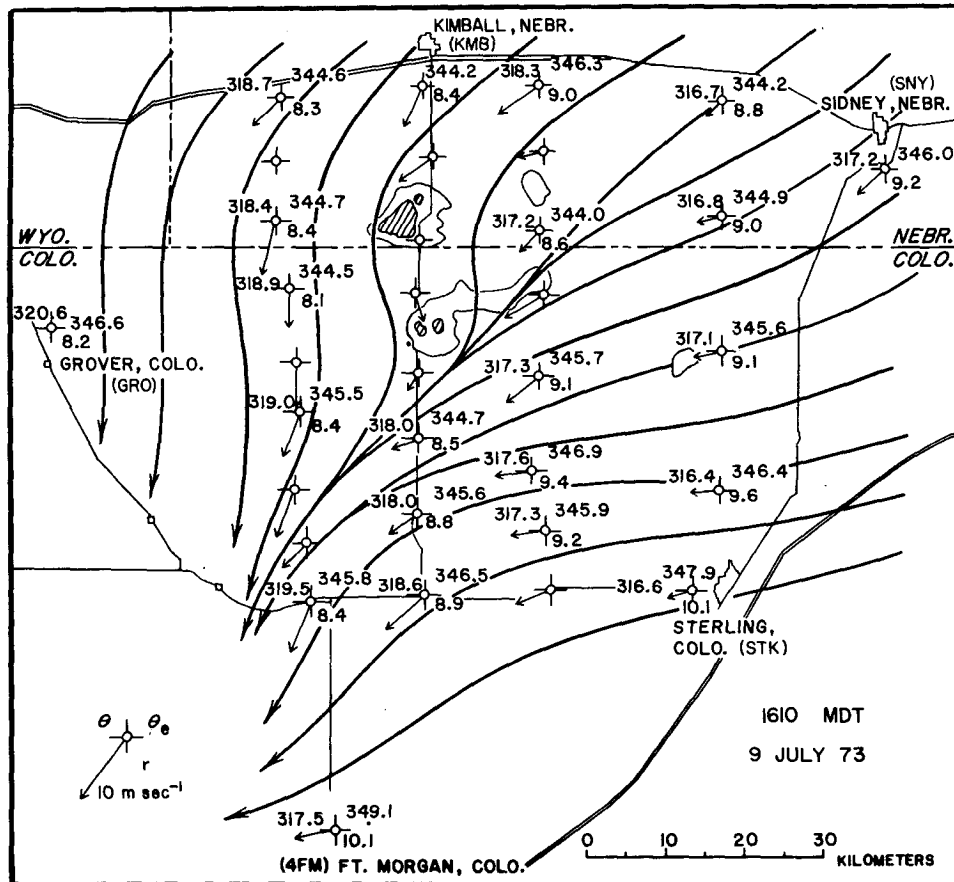 KIMBALL, NEBR.
(KMB)
318.7 344.6
8.3
344.2
8.4
318.3 346.3
9.0
316.7 344.2
8.8
(SNY)
SIDNEY, NEBR.
317.2 346.0
9.2
318.4 344.7
8.4
317.2 344.0
8.6
316.8 344.9
9.0
WYO.
COLO.
NEBR.
COLO.
318.9 344.5
8.1
320.6 346.6
8.2
GROVER, COLO.
(GRO)
317.3 345.7
9.1
317.1 345.6
9.1
319.0 345.5
8.4
318.0 344.7
8.5
317.6 346.9
9.4
316.4 346.4
9.6
318.0 345.6
8.8
317.3 345.9
9.2
319.5 345.8
8.4
318.6 346.5
8.9
316.6 347.9
10.1
STERLING,
COLO. (STK)
θ θe
r
10 m sec⁻¹
1610 MDT
9 JULY 73
317.5 349.1
10.1
(4FM) FT. MORGAN, COLO.
0 10 20 30
KILOMETERS